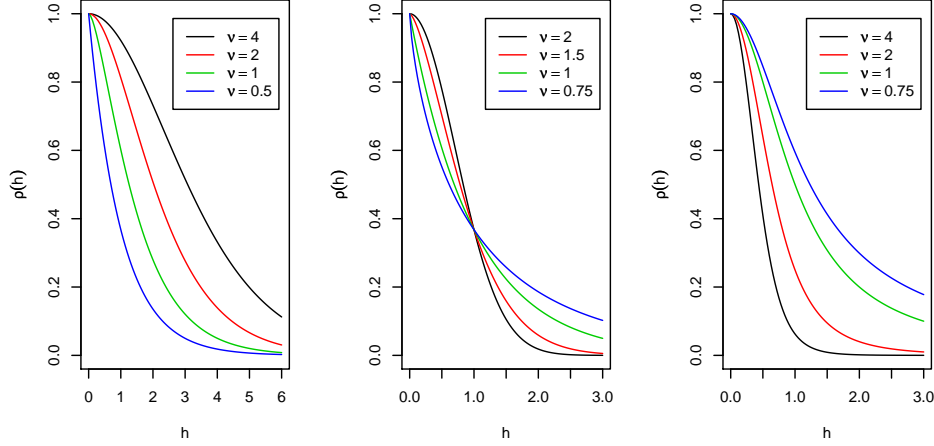 ν = 4
ν = 2
ν = 1
ν = 0.5
ρ(h)
0.0 0.2 0.4 0.6 0.8 1.0
0 1 2 3 4 5 6
h
ν = 2
ν = 1.5
ν = 1
ν = 0.75
ρ(h)
0.0 0.2 0.4 0.6 0.8 1.0
0.0 1.0 2.0 3.0
h
ν = 4
ν = 2
ν = 1
ν = 0.75
ρ(h)
0.0 0.2 0.4 0.6 0.8 1.0
0.0 1.0 2.0 3.0
h